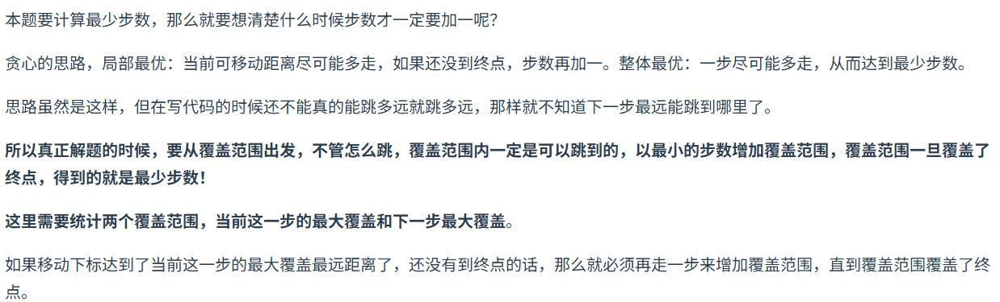 本题要计算最少步数，那么就要想清楚什么时候步数才一定要加一呢？
贪心的思路，局部最优：当前可移动距离尽可能多走，如果还没到终点，步数再加一。整体最优：一步尽可能多走，从而达到最少步数。
思路虽然是这样，但在写代码的时候还不能真的能跳多远就跳多远，那样就不知道下一步最远能跳到哪里了。
所以真正解题的时候，要从覆盖范围出发，不管怎么跳，覆盖范围内一定是可以跳到的，以最小的步数增加覆盖范围，覆盖范围一旦覆盖了
终点，得到的就是最少步数！
这里需要统计两个覆盖范围，当前这一步的最大覆盖和下一步最大覆盖。
如果移动下标达到了当前这一步的最大覆盖最远距离了，还没有到终点的话，那么就必须再走一步来增加覆盖范围，直到覆盖范围覆盖了终
点。